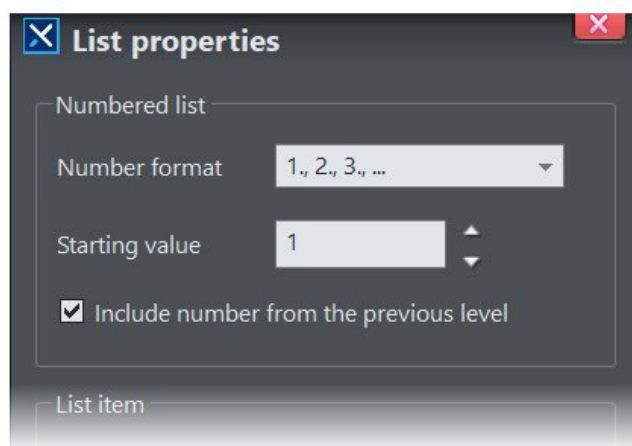 List properties
Numbered list
Number format 1., 2., 3., ...
Starting value 1
Include number from the previous level
List item